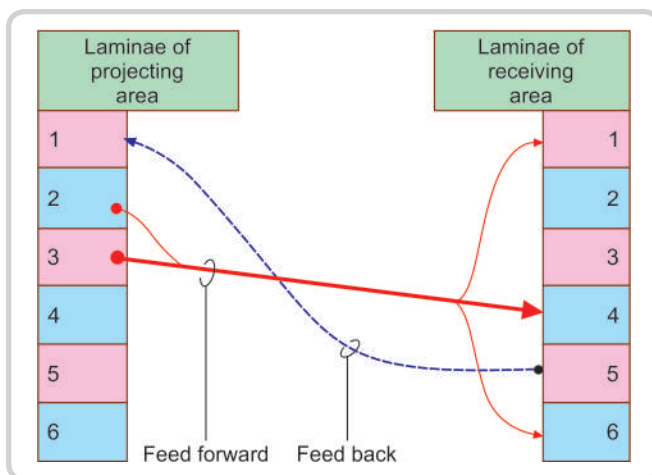 Laminae of
projecting
area
Laminae of
receiving
area
1
2
3
4
5
6
1
2
3
4
5
6
Feed forward
Feed back